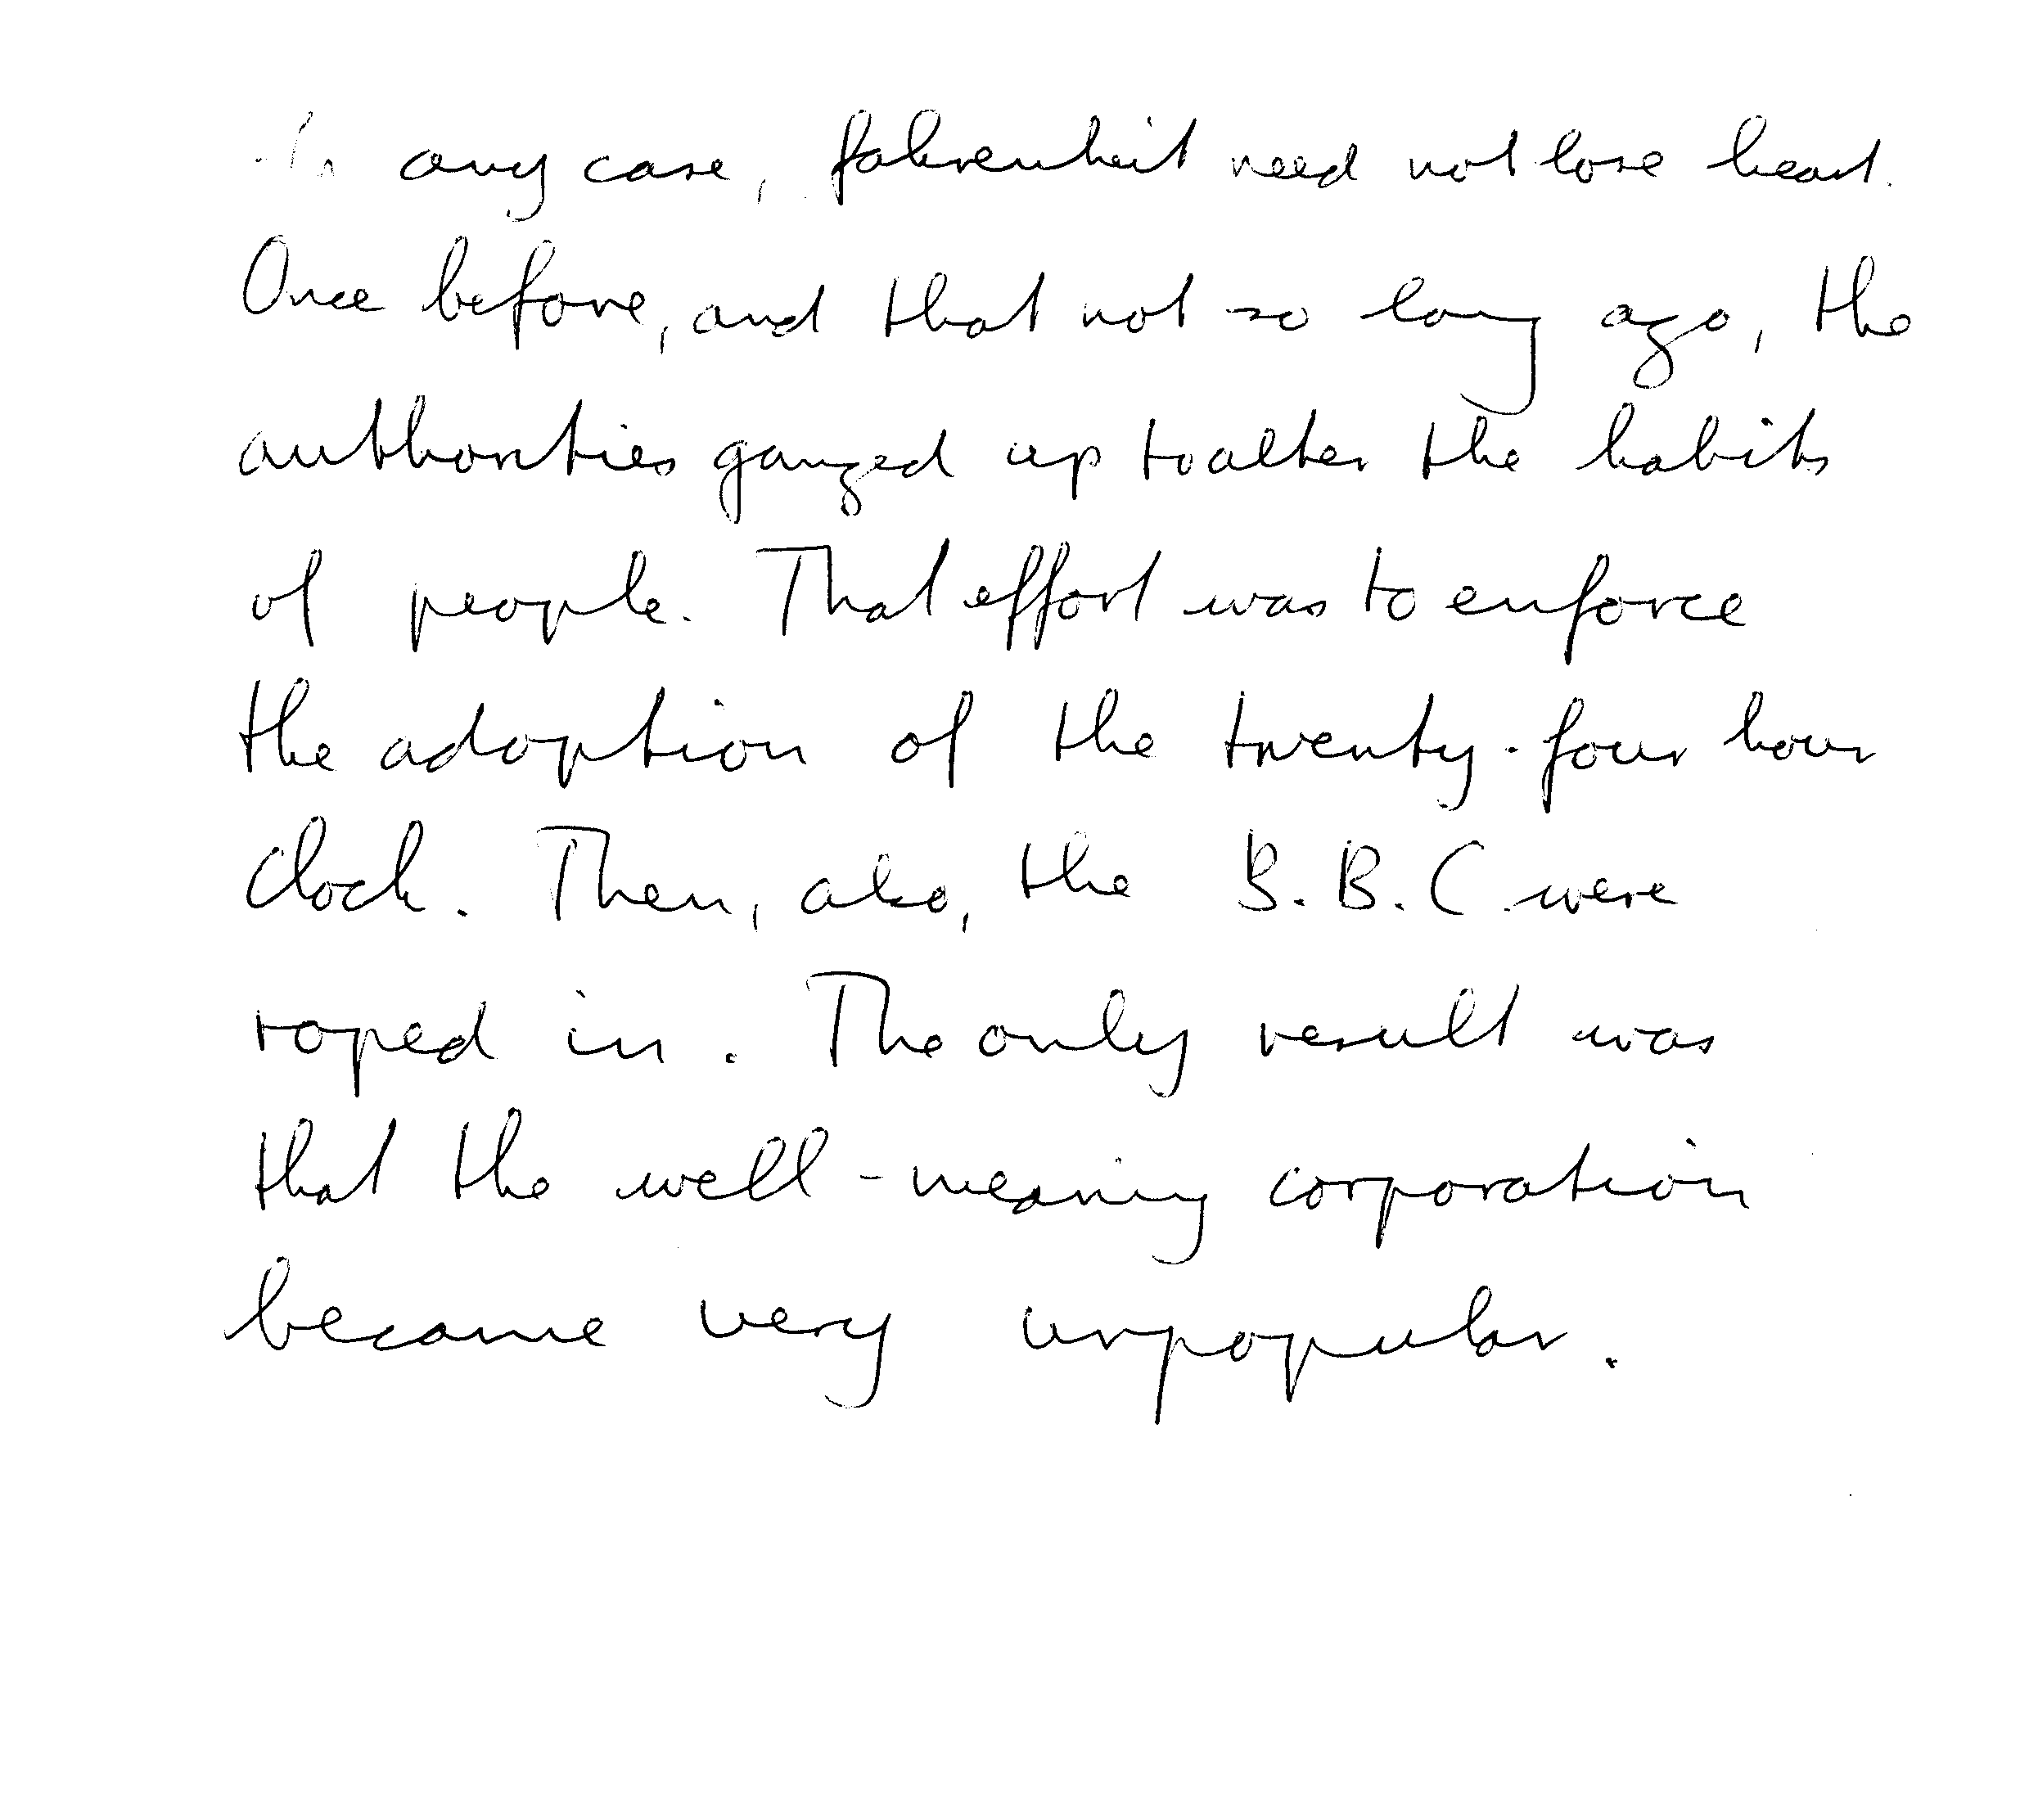 In any case, fahrenheit need not lose heart.
Once before, and that not so long ago, the
authorities ganged up to alter the habits
of people. That effort was to enforce
the adoption of the twenty-four hour
clock. Then, also, the B.B.C. were
roped in. The only result was
that the well-meaning corporation
became very unpopular.